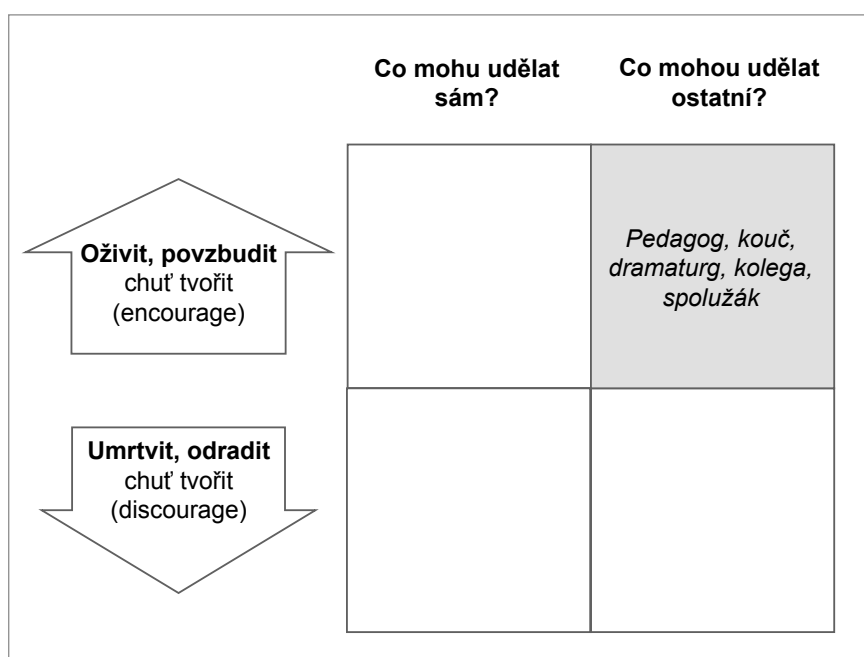 Co mohu udělat
sám?
Co mohou udělat
ostatní?
Oživit, povzbudit
chuť tvořit
(encourage)
Pedagog, kouč,
dramaturg, kolega,
spolužák
Umrtvit, odradit
chuť tvořit
(discourage)